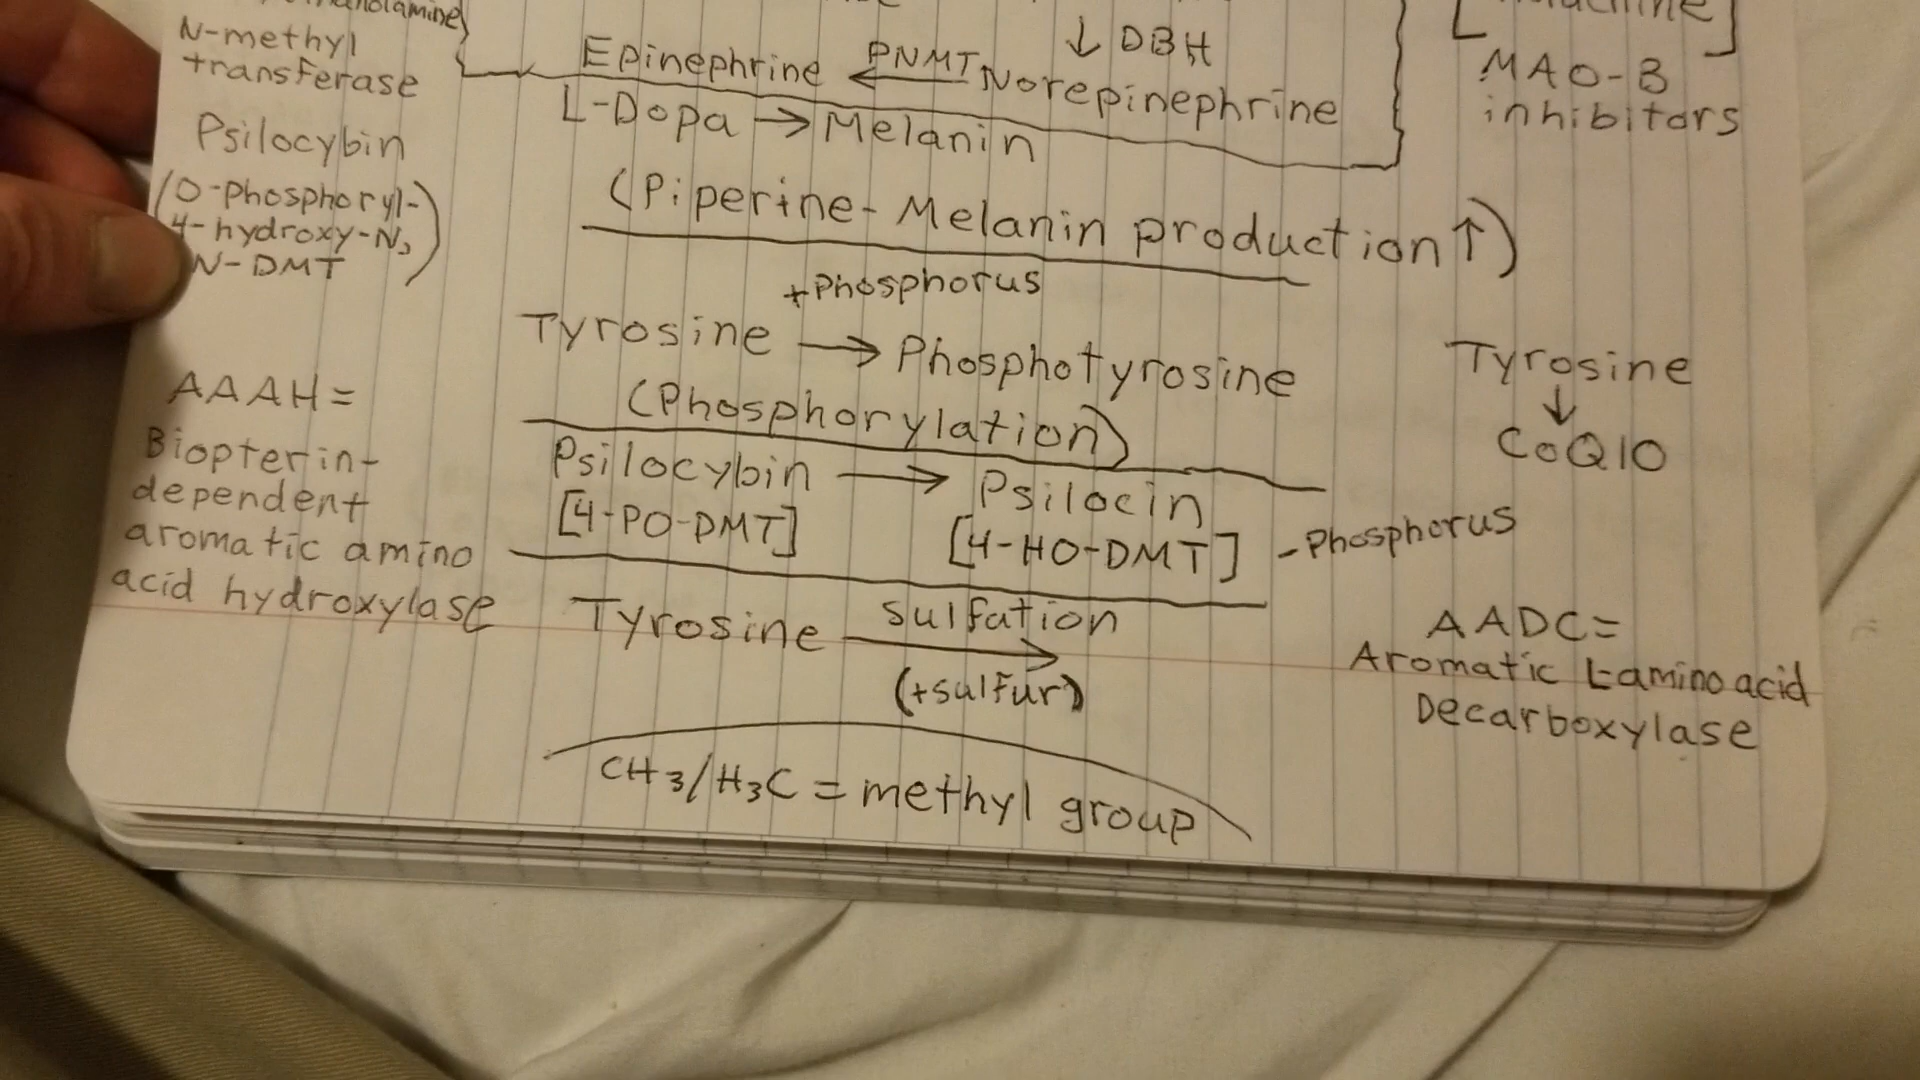 N-methyl
transferase
Psilocybin
(O-Phosphoryl-
4-hydroxy-N,
N-DMT)
AAAH =
Biopterin-
dependent
aromatic amino
acid hydroxylase
↓ DBH
Epinephrine ← PNMT Norepinephrine
L-Dopa → Melanin
(Piperine- Melanin production ↑)
+Phosphorus
Tyrosine → Phosphotyrosine
(Phosphorylation)
Psilocybin → Psilocin
[4-PO-DMT] [4-HO-DMT] -Phosphorus
Tyrosine sulfation →
(+sulfur)
CH3/H3C = methyl group
MAO-B
inhibitors
Tyrosine
↓
CoQ10
AADC=
Aromatic L-amino acid
Decarboxylase